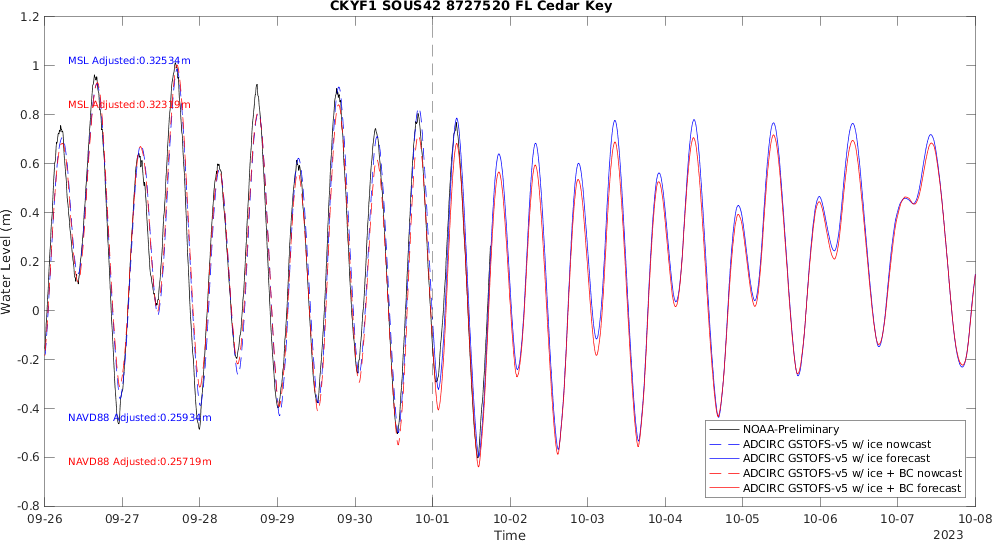 CKYF1 SOUS42 8727520 FL Cedar Key
Water Level (m)
1.2
1
0.8
0.6
0.4
0.2
0
-0.2
-0.4
-0.6
-0.8
MSL Adjusted:0.32534m
MSL Adjusted:0.32319m
NAVD88 Adjusted:0.25934m
NAVD88 Adjusted:0.25719m
NOAA-Preliminary
ADCIRC GSTOFS-v5 w/ ice nowcast
ADCIRC GSTOFS-v5 w/ ice forecast
ADCIRC GSTOFS-v5 w/ ice + BC nowcast
ADCIRC GSTOFS-v5 w/ ice + BC forecast
09-26 09-27 09-28 09-29 09-30 10-01 10-02 10-03 10-04 10-05 10-06 10-07 10-08
Time
2023